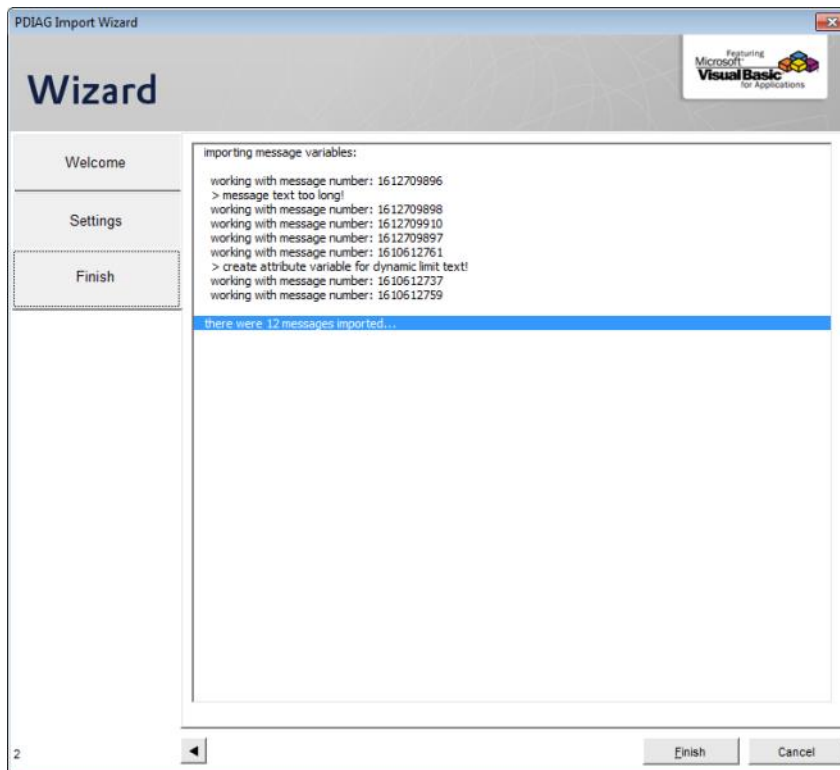 PDIAG Import Wizard
Wizard
Featuring
Microsoft®
Visual Basic
for Applications
Welcome
Settings
Finish
importing message variables:
working with message number: 1612709896
> message text too long!
working with message number: 1612709898
working with message number: 1612709910
working with message number: 1612709897
working with message number: 1610612761
> create attribute variable for dynamic limit text!
working with message number: 1610612737
working with message number: 1610612759
there were 12 messages imported...
2
Finish
Cancel